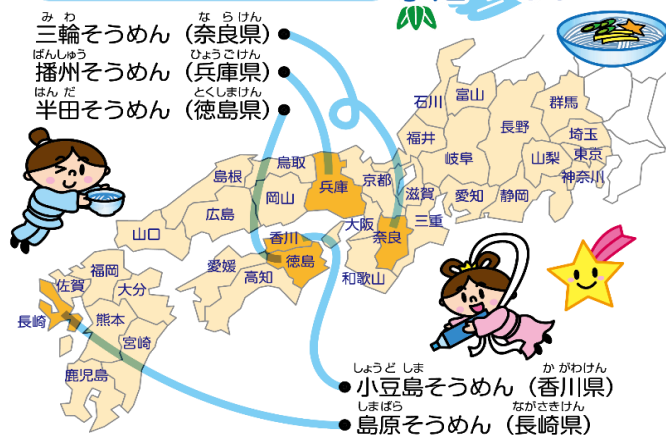 みわ ならけん
三輪そうめん（奈良県）
ばんしゅう ひょうごけん
播州そうめん（兵庫県）
はんだ とくしまけん
半田そうめん（徳島県）
石川
富山
群馬
福井
長野
埼玉
岐阜
山梨
東京
神奈川
鳥取
京都
滋賀
愛知
静岡
島根
岡山
兵庫
広島
大阪
奈良
三重
山口
香川
徳島
愛媛
高知
和歌山
福岡
佐賀
大分
長崎
熊本
宮崎
鹿児島
しょうどしま かがわけん
小豆島そうめん（香川県）
しまばら ながさきけん
島原そうめん（長崎県）